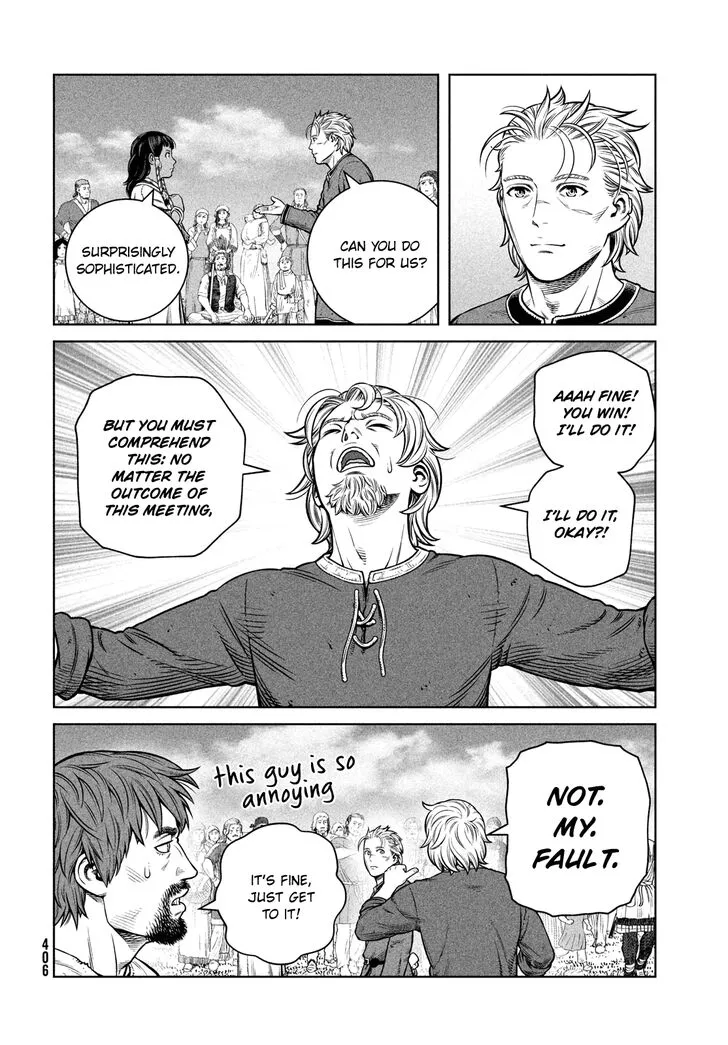 SURPRISINGLY
SOPHISTICATED.
CAN YOU DO
THIS FOR US?
AAAH FINE!
YOU WIN!
I'LL DO IT!
I'LL DO IT,
OKAY?!
BUT YOU MUST
COMPREHEND
THIS: NO
MATTER THE
OUTCOME OF
THIS MEETING,
NOT.
MY.
FAULT.
this guy is so
annoying
IT'S FINE,
JUST GET
TO IT!
406